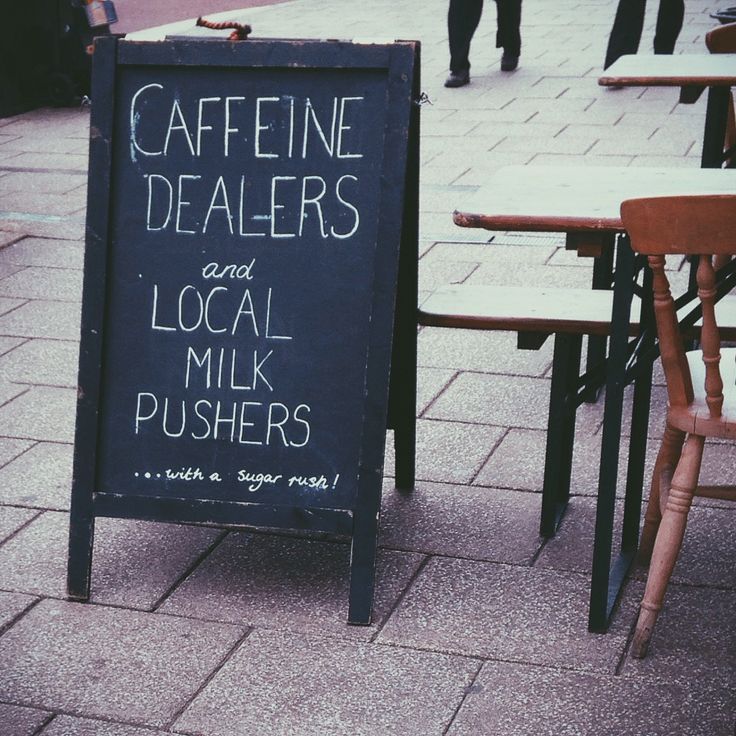 CAFFEINE
DEALERS
and
LOCAL
MILK
PUSHERS
...with a sugar rush!